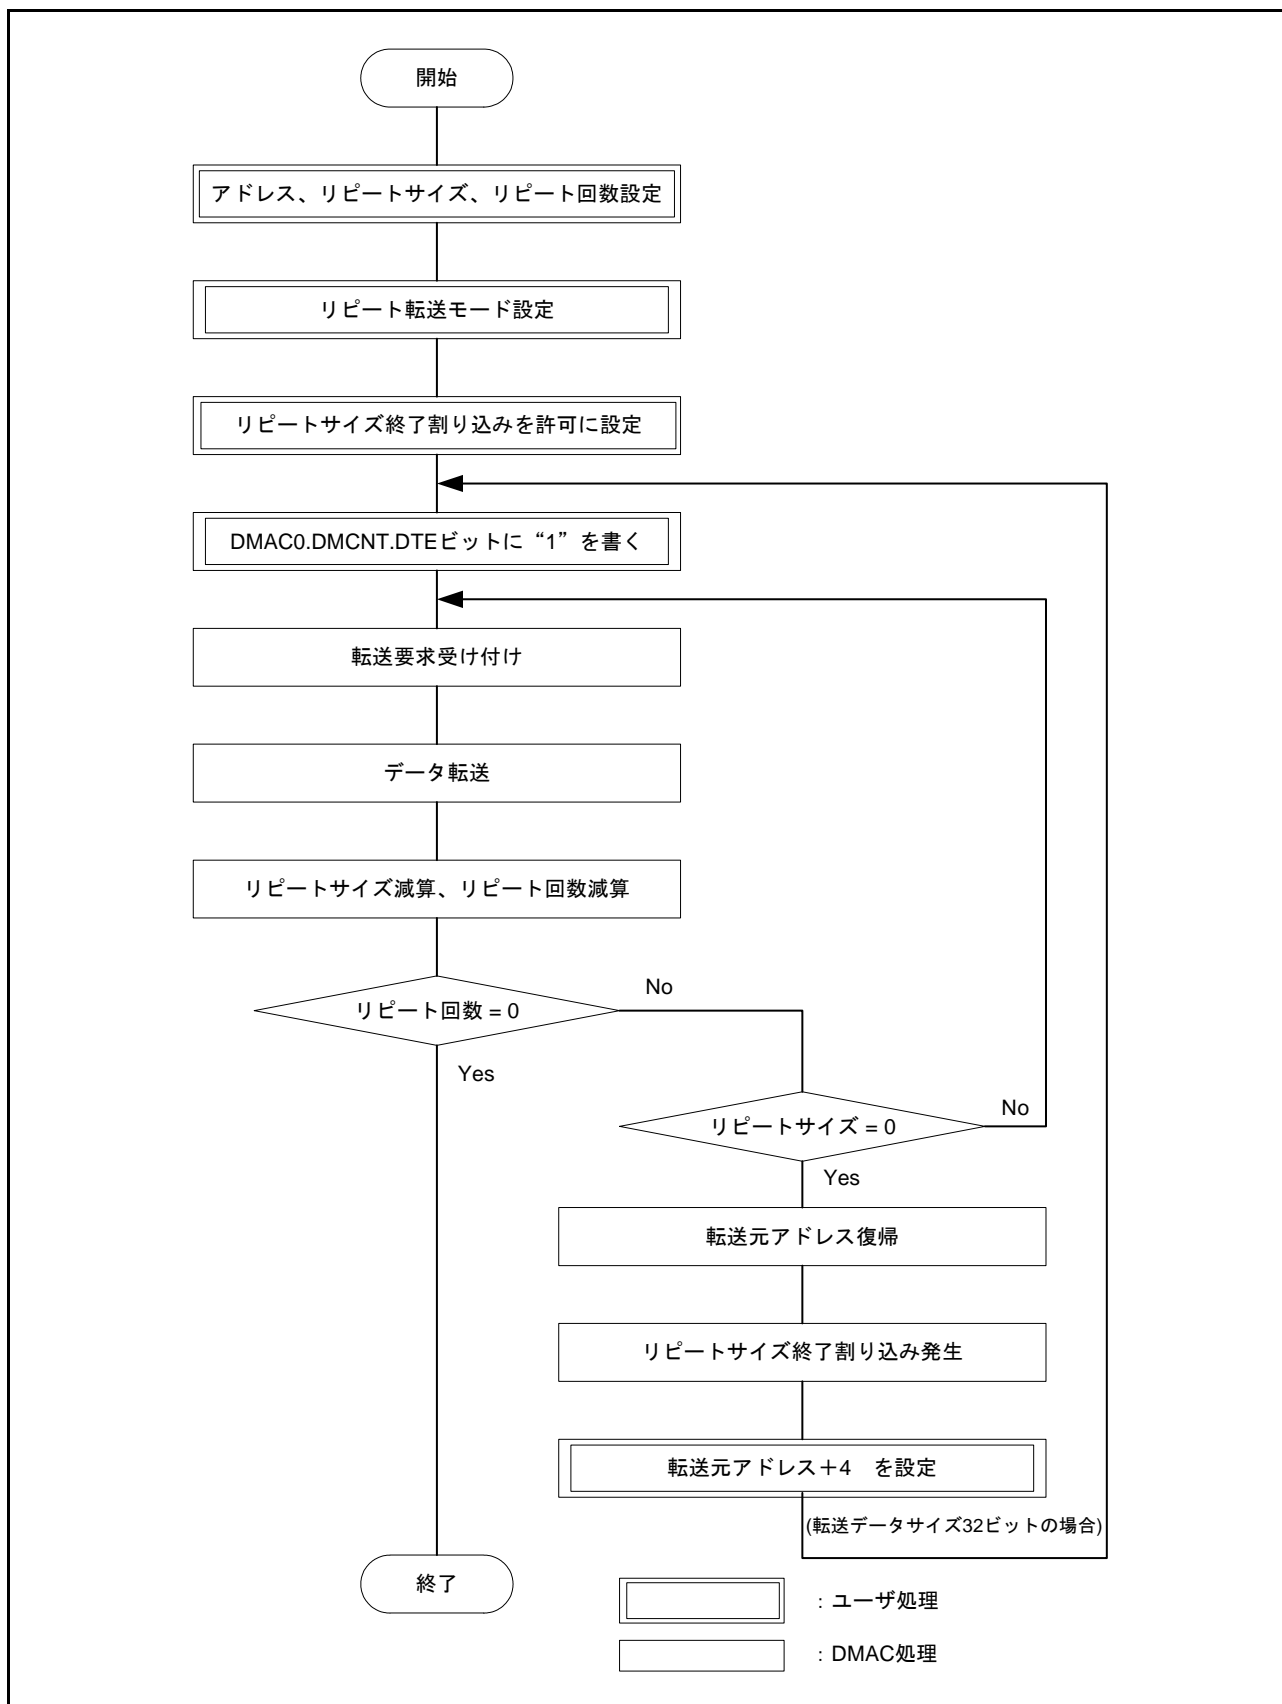 開始
アドレス、リピートサイズ、リピート回数設定
リピート転送モード設定
リピートサイズ終了割り込みを許可に設定
DMAC0.DMCNT.DTEビットに“1”を書く
転送要求受け付け
データ転送
リピートサイズ減算、リピート回数減算
リピート回数 = 0
No
Yes
リピートサイズ = 0
No
Yes
転送元アドレス復帰
リピートサイズ終了割り込み発生
転送元アドレス＋4　を設定
(転送データサイズ32ビットの場合)
終了
：ユーザ処理
：DMAC処理